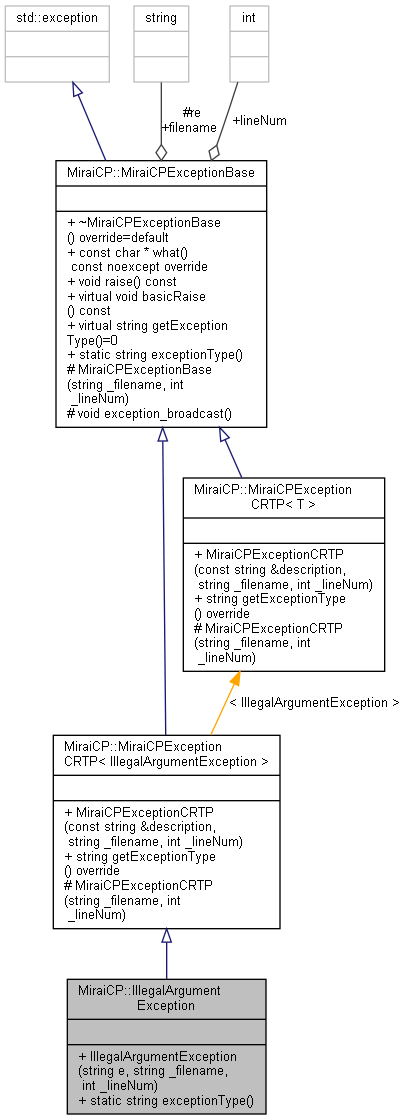 std::exception
string
int
#re
+filename
+lineNum
MiraiCP::MiraiCPExceptionBase
+ ~MiraiCPExceptionBase
() override=default
+ const char * what()
const noexcept override
+ void raise() const
+ virtual void basicRaise
() const
+ virtual string getException
Type()=0
+ static string exceptionType()
# MiraiCPExceptionBase
(string _filename, int
_lineNum)
# void exception_broadcast()
MiraiCP::MiraiCPException
CRTP< T >
+ MiraiCPExceptionCRTP
(const string &description,
string _filename, int _lineNum)
+ string getExceptionType
() override
# MiraiCPExceptionCRTP
(string _filename, int
_lineNum)
< IllegalArgumentException >
MiraiCP::MiraiCPException
CRTP< IllegalArgumentException >
+ MiraiCPExceptionCRTP
(const string &description,
string _filename, int _lineNum)
+ string getExceptionType
() override
# MiraiCPExceptionCRTP
(string _filename, int
_lineNum)
MiraiCP::IllegalArgument
Exception
+ IllegalArgumentException
(string e, string _filename,
int _lineNum)
+ static string exceptionType()